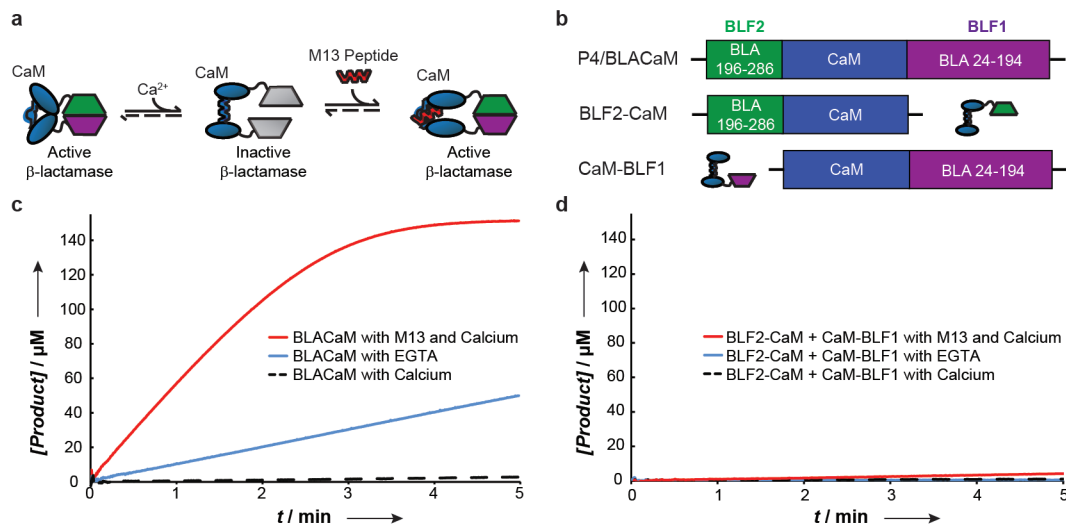 a
CaM
Ca2+
CaM
M13 Peptide
CaM
Active
β-lactamase
Inactive
β-lactamase
Active
β-lactamase
b
BLF2
BLF1
P4/BLACaM
BLA
196-286
CaM
BLA 24-194
BLF2-CaM
BLA
196-286
CaM
CaM-BLF1
CaM
BLA 24-194
c
[Product] / µM
140
120
100
80
60
40
20
0
BLACaM with M13 and Calcium
BLACaM with EGTA
BLACaM with Calcium
0
1
2
3
4
5
t / min
d
[Product] / µM
140
120
100
80
60
40
20
0
BLF2-CaM + CaM-BLF1 with M13 and Calcium
BLF2-CaM + CaM-BLF1 with EGTA
BLF2-CaM + CaM-BLF1 with Calcium
0
1
2
3
4
5
t / min